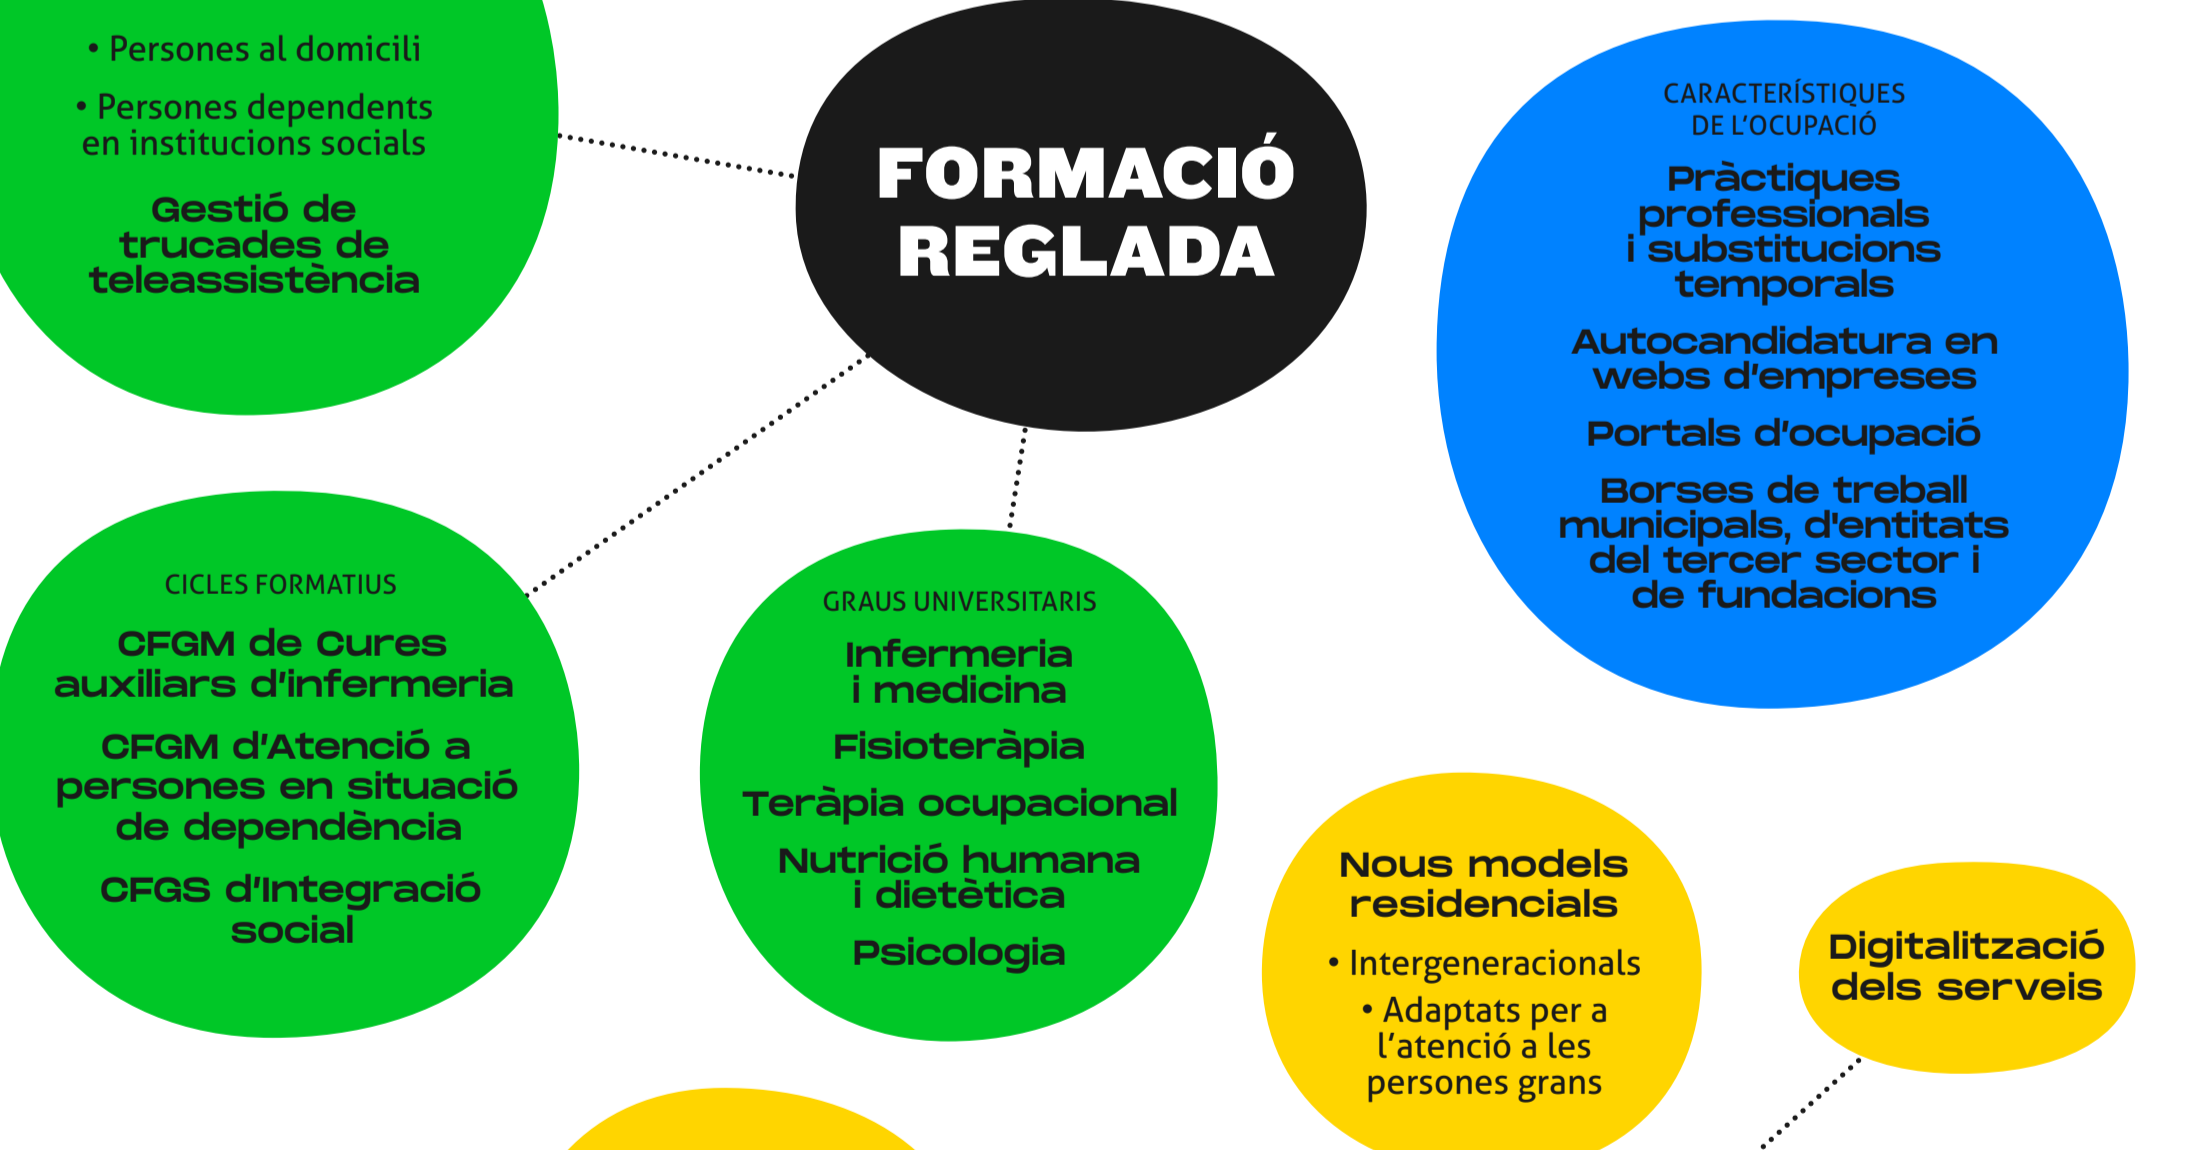 • Persones al domicili
• Persones dependents
en institucions socials
Gestió de
trucades de
teleassistència
FORMACIÓ
REGLADA
CARACTERÍSTIQUES
DE L’OCUPACIÓ
Pràctiques
professionals
i substitucions
temporals
Autocandidatura en
webs d’empreses
Portals d’ocupació
Borses de treball
municipals, d'entitats
del tercer sector i
de fundacions
CICLES FORMATIUS
CFGM de Cures
auxiliars d’infermeria
CFGM d’Atenció a
persones en situació
de dependència
CFGS d’Integració
social
GRAUS UNIVERSITARIS
Infermeria
i medicina
Fisioteràpia
Teràpia ocupacional
Nutrició humana
i dietètica
Psicologia
Nous models
residencials
• Intergeneracionals
• Adaptats per a
l’atenció a les
persones grans
Digitalització
dels serveis